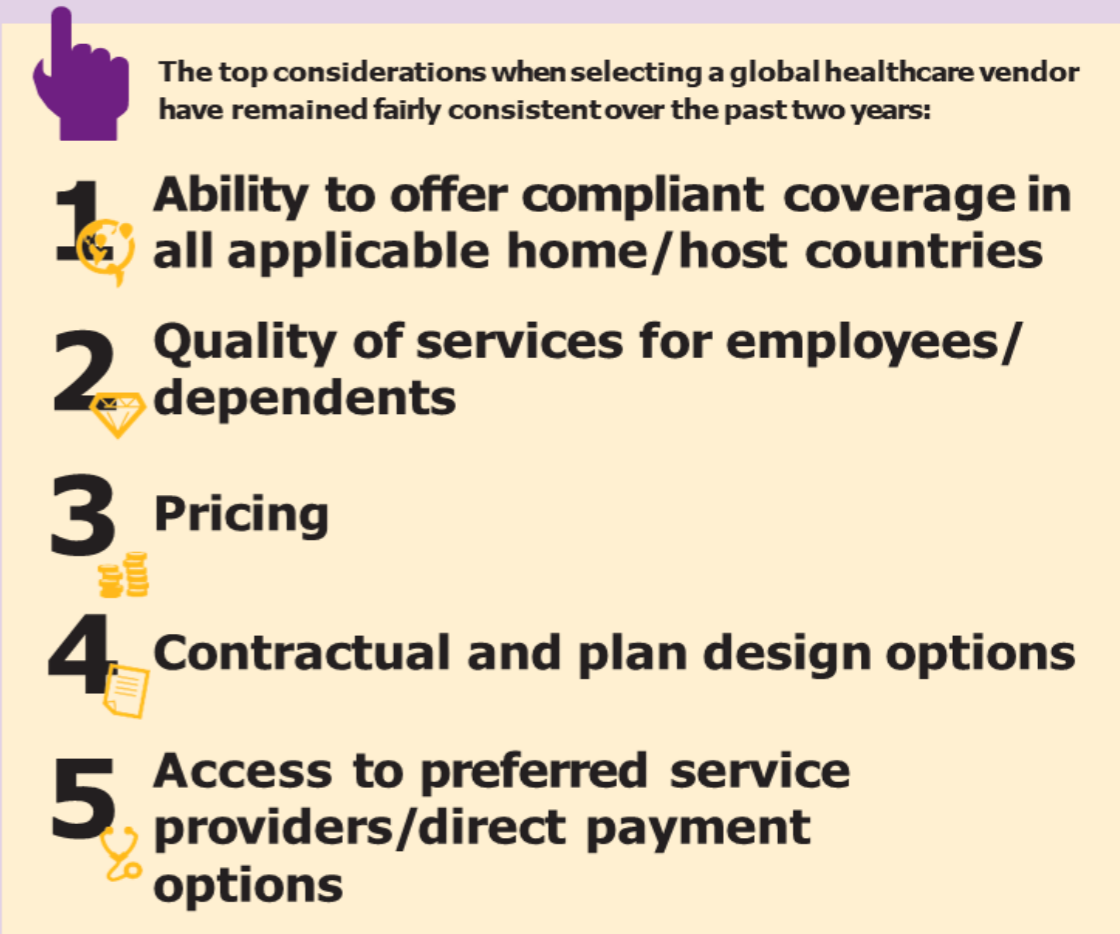 The top considerations when selecting a global healthcare vendor
have remained fairly consistent over the past two years:
1
Ability to offer compliant coverage in
all applicable home/host countries
2
Quality of services for employees/
dependents
3
Pricing
4
Contractual and plan design options
5
Access to preferred service
providers/direct payment
options